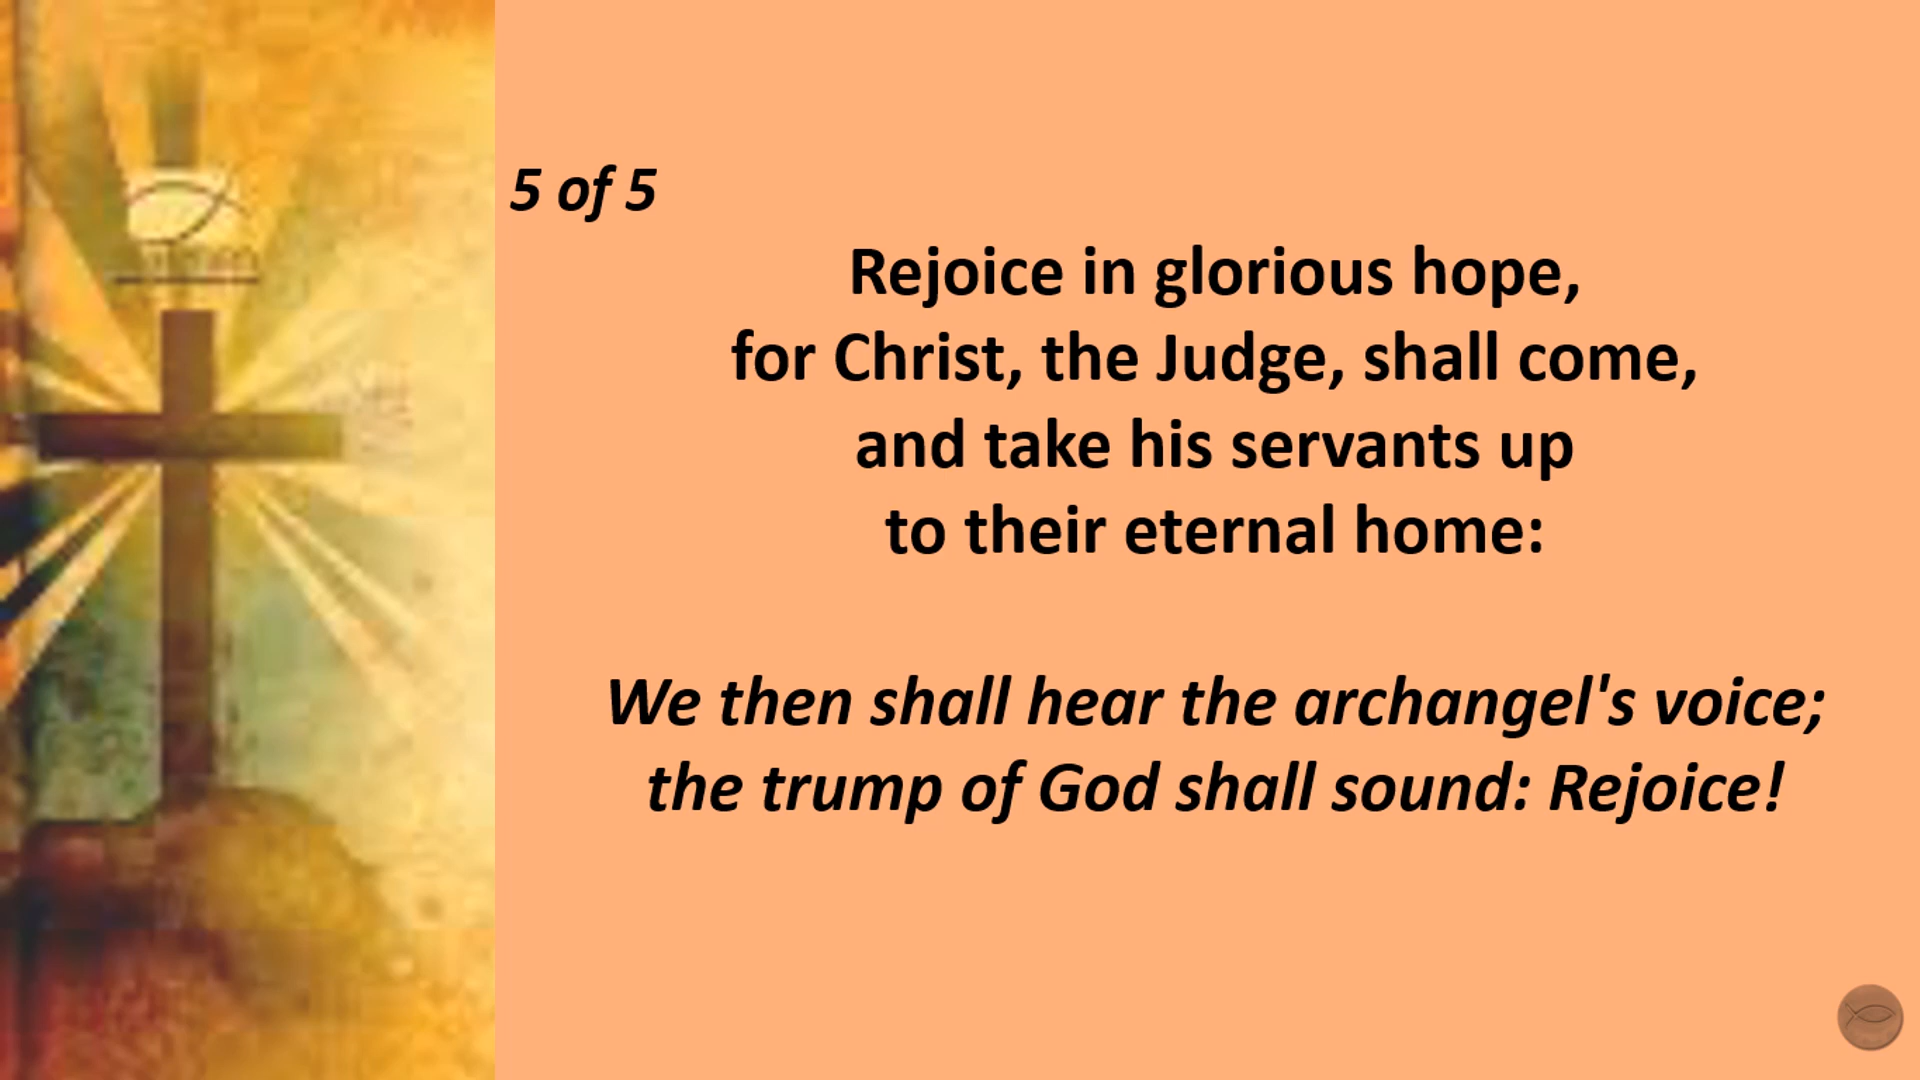 5 of 5
Rejoice in glorious hope,
for Christ, the Judge, shall come,
and take his servants up
to their eternal home:
We then shall hear the archangel's voice;
the trump of God shall sound: Rejoice!